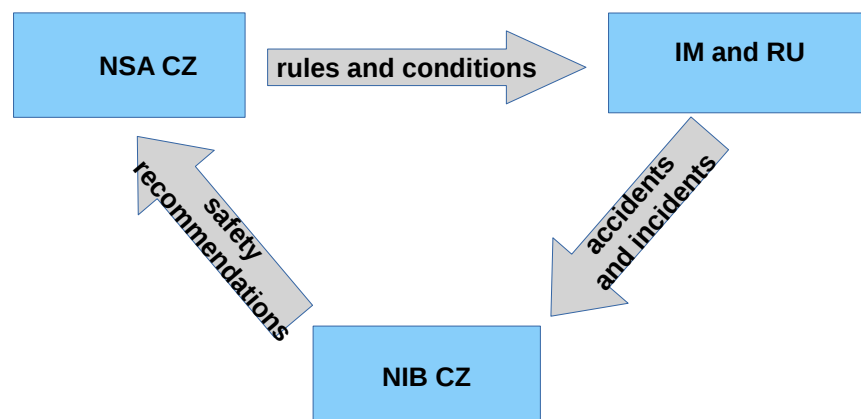 NSA CZ
rules and conditions
IM and RU
accidents
and incidents
safety
recommendations
NIB CZ